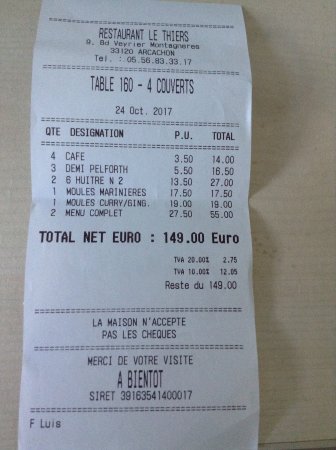 RESTAURANT LE THIERS
9, Bd Veyrier Montagneres
33120 ARCACHON
Tel. : 05.56.83.33.17
TABLE 160 - 4 COUVERTS
24 Oct. 2017
QTE DESIGNATION P.U. TOTAL
4 CAFE 3.50 14.00
3 DEMI PELFORTH 5.50 16.50
2 6 HUITRE N 2 13.50 27.00
1 MOULES MARINIERES 17.50 17.50
1 MOULES CURRY/GING. 19.00 19.00
2 MENU COMPLET 27.50 55.00
TOTAL NET EURO : 149.00 Euro
TVA 20.00% 2.75
TVA 10.00% 12.05
Reste du 149.00
LA MAISON N'ACCEPTE
PAS LES CHEQUES
MERCI DE VOTRE VISITE
A BIENTOT
SIRET 39163541400017
F Luis